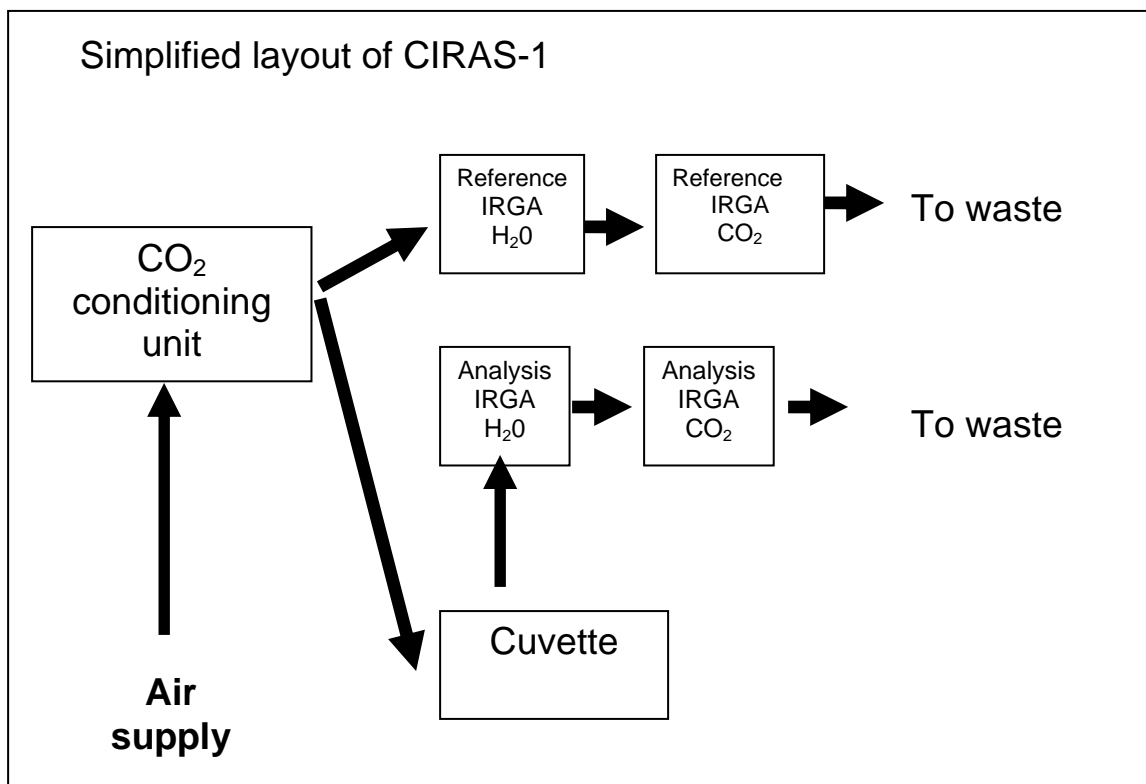 Simplified layout of CIRAS-1
Reference
IRGA
H₂0
Reference
IRGA
CO₂
To waste
CO₂
conditioning
unit
Analysis
IRGA
H₂0
Analysis
IRGA
CO₂
To waste
Cuvette
Air
supply